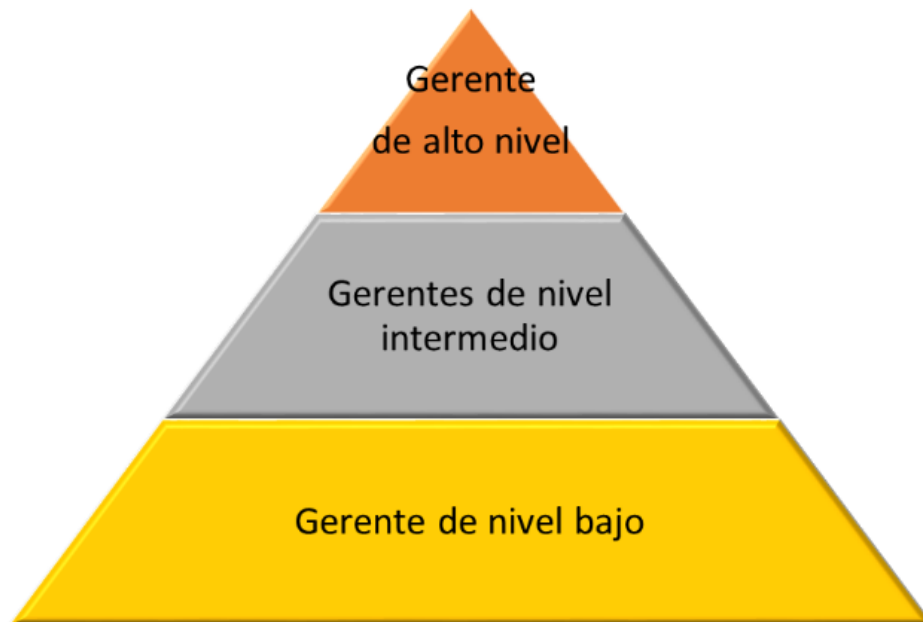 Gerente
de alto nivel
Gerentes de nivel
intermedio
Gerente de nivel bajo